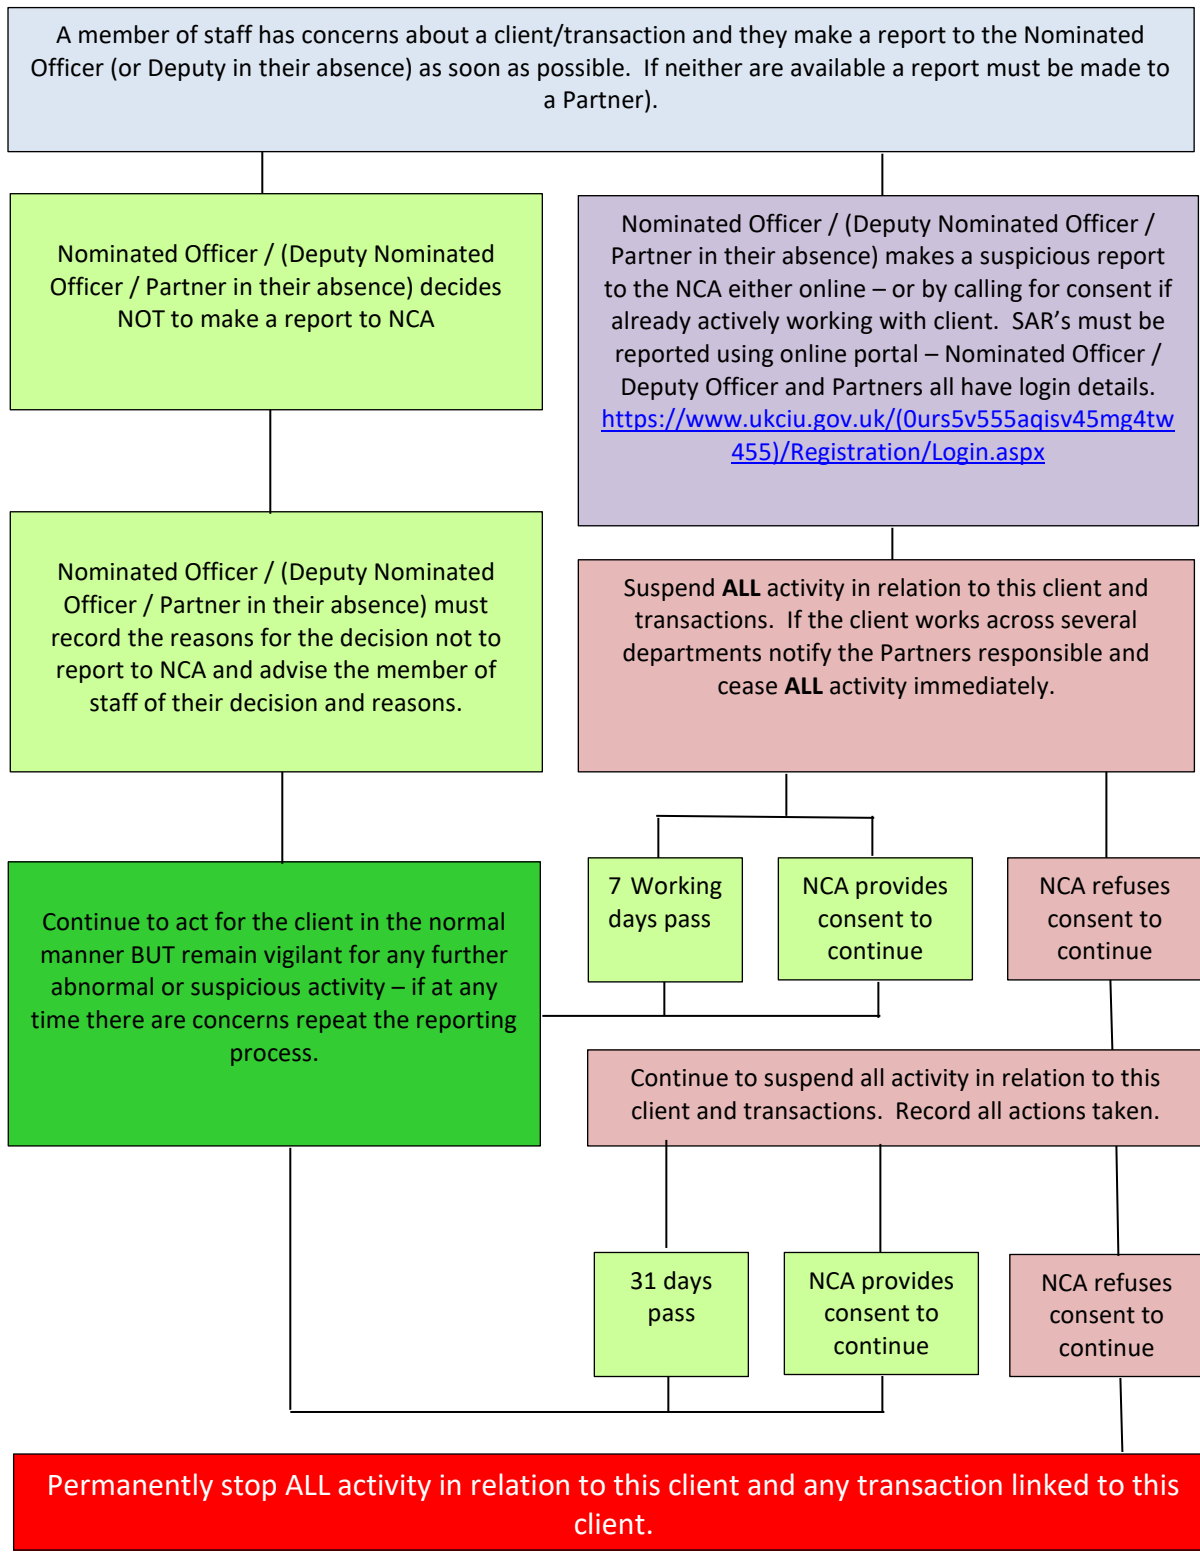 A member of staff has concerns about a client/transaction and they make a report to the Nominated
Officer (or Deputy in their absence) as soon as possible.  If neither are available a report must be made to
a Partner).
Nominated Officer / (Deputy Nominated
Officer / Partner in their absence) decides
NOT to make a report to NCA
Nominated Officer / (Deputy Nominated Officer /
Partner in their absence) makes a suspicious report
to the NCA either online – or by calling for consent if
already actively working with client.  SAR's must be
reported using online portal – Nominated Officer /
Deputy Officer and Partners all have login details.
https://www.ukciu.gov.uk/(0urs5v555aqisv45mg4tw
455)/Registration/Login.aspx
Nominated Officer / (Deputy Nominated
Officer / Partner in their absence) must
record the reasons for the decision not to
report to NCA and advise the member of
staff of their decision and reasons.
Suspend ALL activity in relation to this client and
transactions.  If the client works across several
departments notify the Partners responsible and
cease ALL activity immediately.
Continue to act for the client in the normal
manner BUT remain vigilant for any further
abnormal or suspicious activity – if at any
time there are concerns repeat the reporting
process.
7 Working
days pass
NCA provides
consent to
continue
NCA refuses
consent to
continue
Continue to suspend all activity in relation to this
client and transactions.  Record all actions taken.
31 days
pass
NCA provides
consent to
continue
NCA refuses
consent to
continue
Permanently stop ALL activity in relation to this client and any transaction linked to this
client.